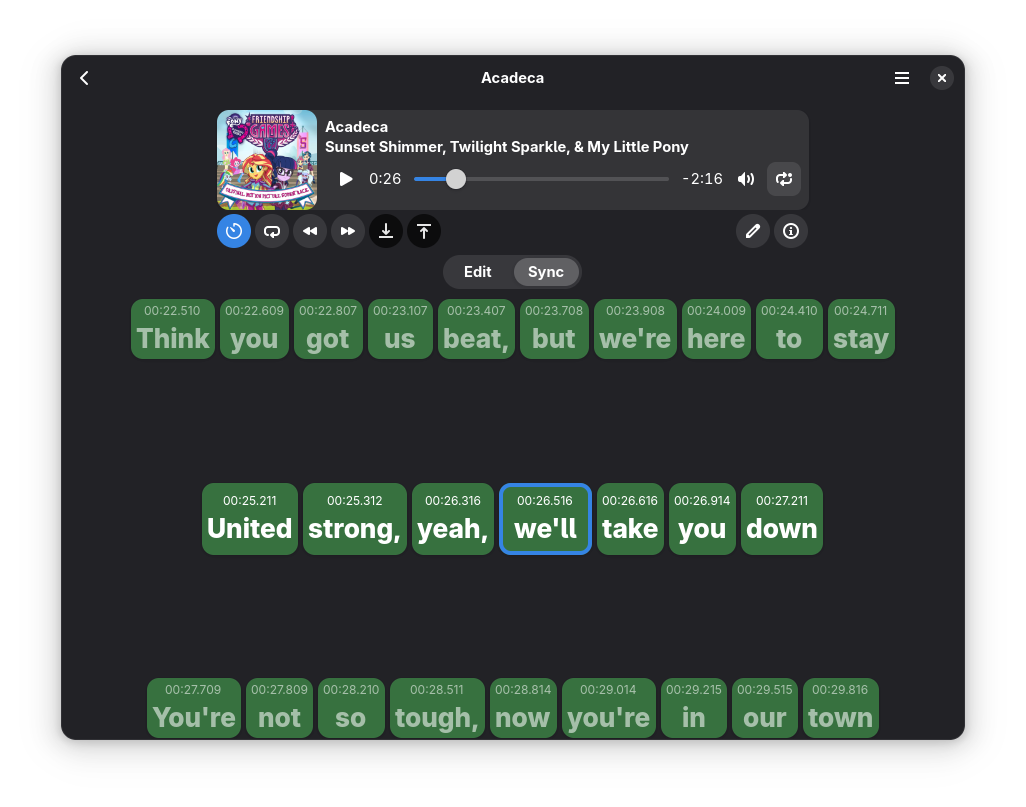 Acadeca
PONY
FRIENDSHIP
GAMES
Acadeca
Sunset Shimmer, Twilight Sparkle, & My Little Pony
0:26 -2:16
Edit Sync
00:22.510 00:22.609 00:22.807 00:23.107 00:23.407 00:23.708 00:23.908 00:24.009 00:24.410 00:24.711
Think you got us beat, but we're here to stay
00:25.211 00:25.312 00:26.316 00:26.516 00:26.616 00:26.914 00:27.211
United strong, yeah, we'll take you down
00:27.709 00:27.809 00:28.210 00:28.511 00:28.814 00:29.014 00:29.215 00:29.515 00:29.816
You're not so tough, now you're in our town